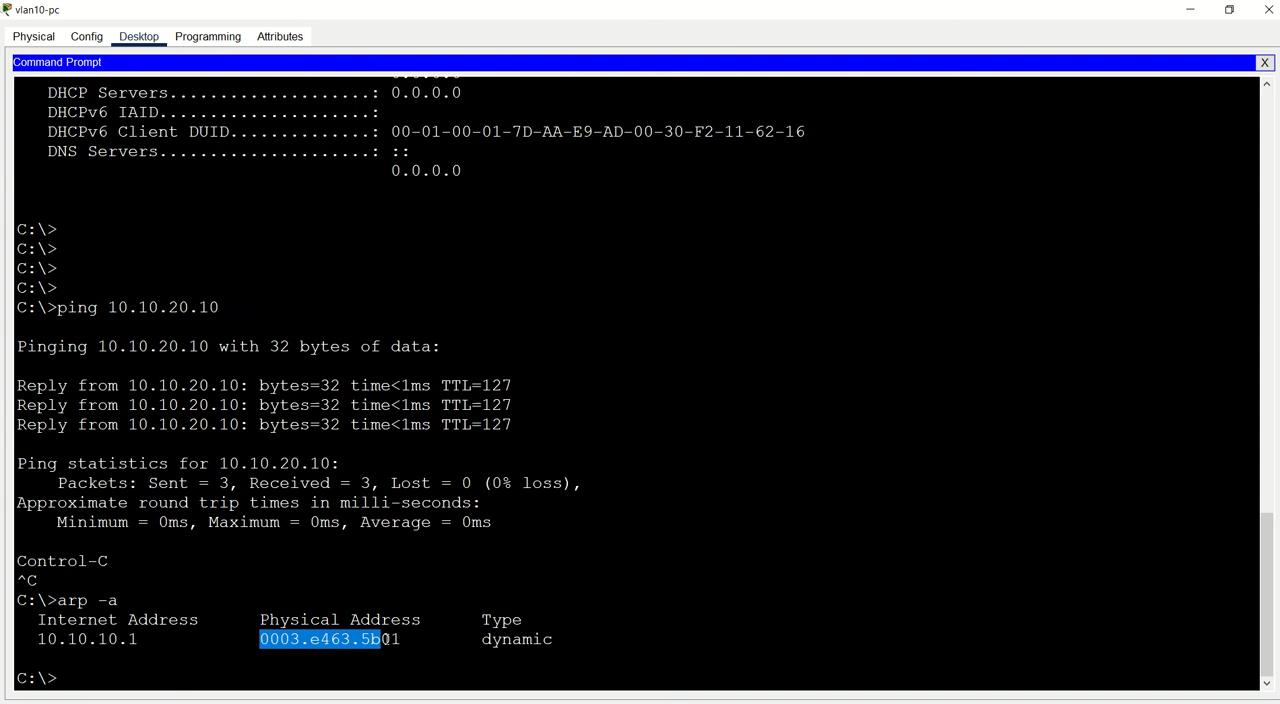 vlan10-pc
Physical Config Desktop Programming Attributes
Command Prompt X
DHCP Servers....................: 0.0.0.0
DHCPv6 IAID.....................:
DHCPv6 Client DUID..............: 00-01-00-01-7D-AA-E9-AD-00-30-F2-11-62-16
DNS Servers.....................: ::
0.0.0.0
C:\>
C:\>
C:\>
C:\>
C:\>ping 10.10.20.10
Pinging 10.10.20.10 with 32 bytes of data:
Reply from 10.10.20.10: bytes=32 time<1ms TTL=127
Reply from 10.10.20.10: bytes=32 time<1ms TTL=127
Reply from 10.10.20.10: bytes=32 time<1ms TTL=127
Ping statistics for 10.10.20.10:
Packets: Sent = 3, Received = 3, Lost = 0 (0% loss),
Approximate round trip times in milli-seconds:
Minimum = 0ms, Maximum = 0ms, Average = 0ms
Control-C
^C
C:\>arp -a
Internet Address Physical Address Type
10.10.10.1 0003.e463.5b01 dynamic
C:\>